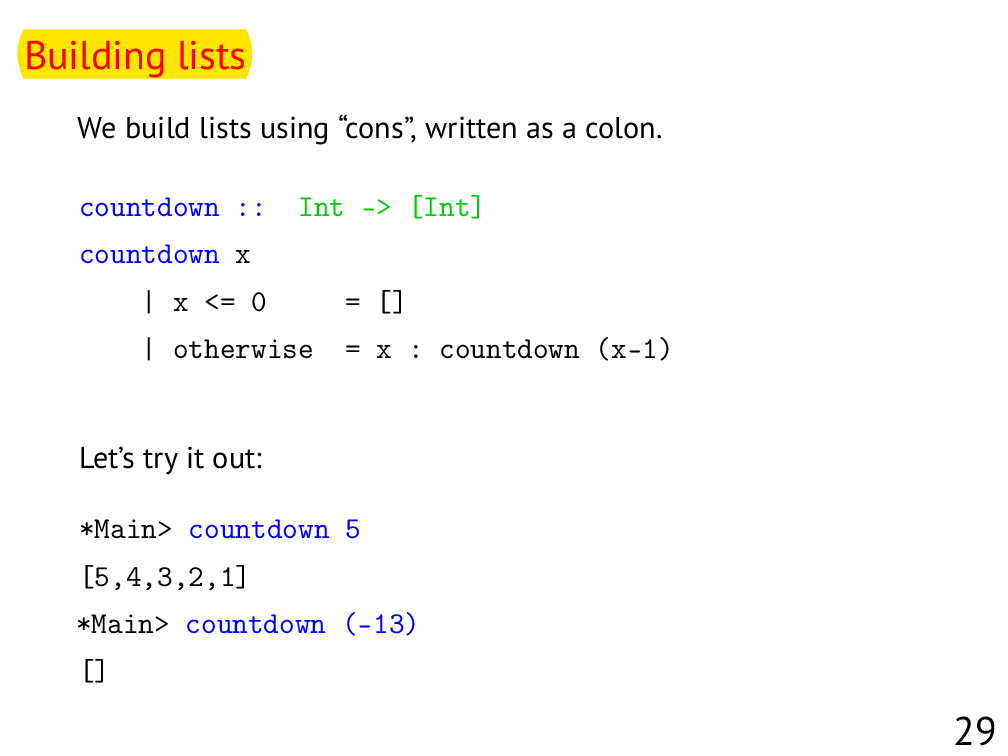 Building lists
We build lists using “cons”, written as a colon.
countdown :: Int -> [Int]
countdown x
| x <= 0 = []
| otherwise = x : countdown (x-1)
Let’s try it out:
*Main> countdown 5
[5,4,3,2,1]
*Main> countdown (-13)
[]
29